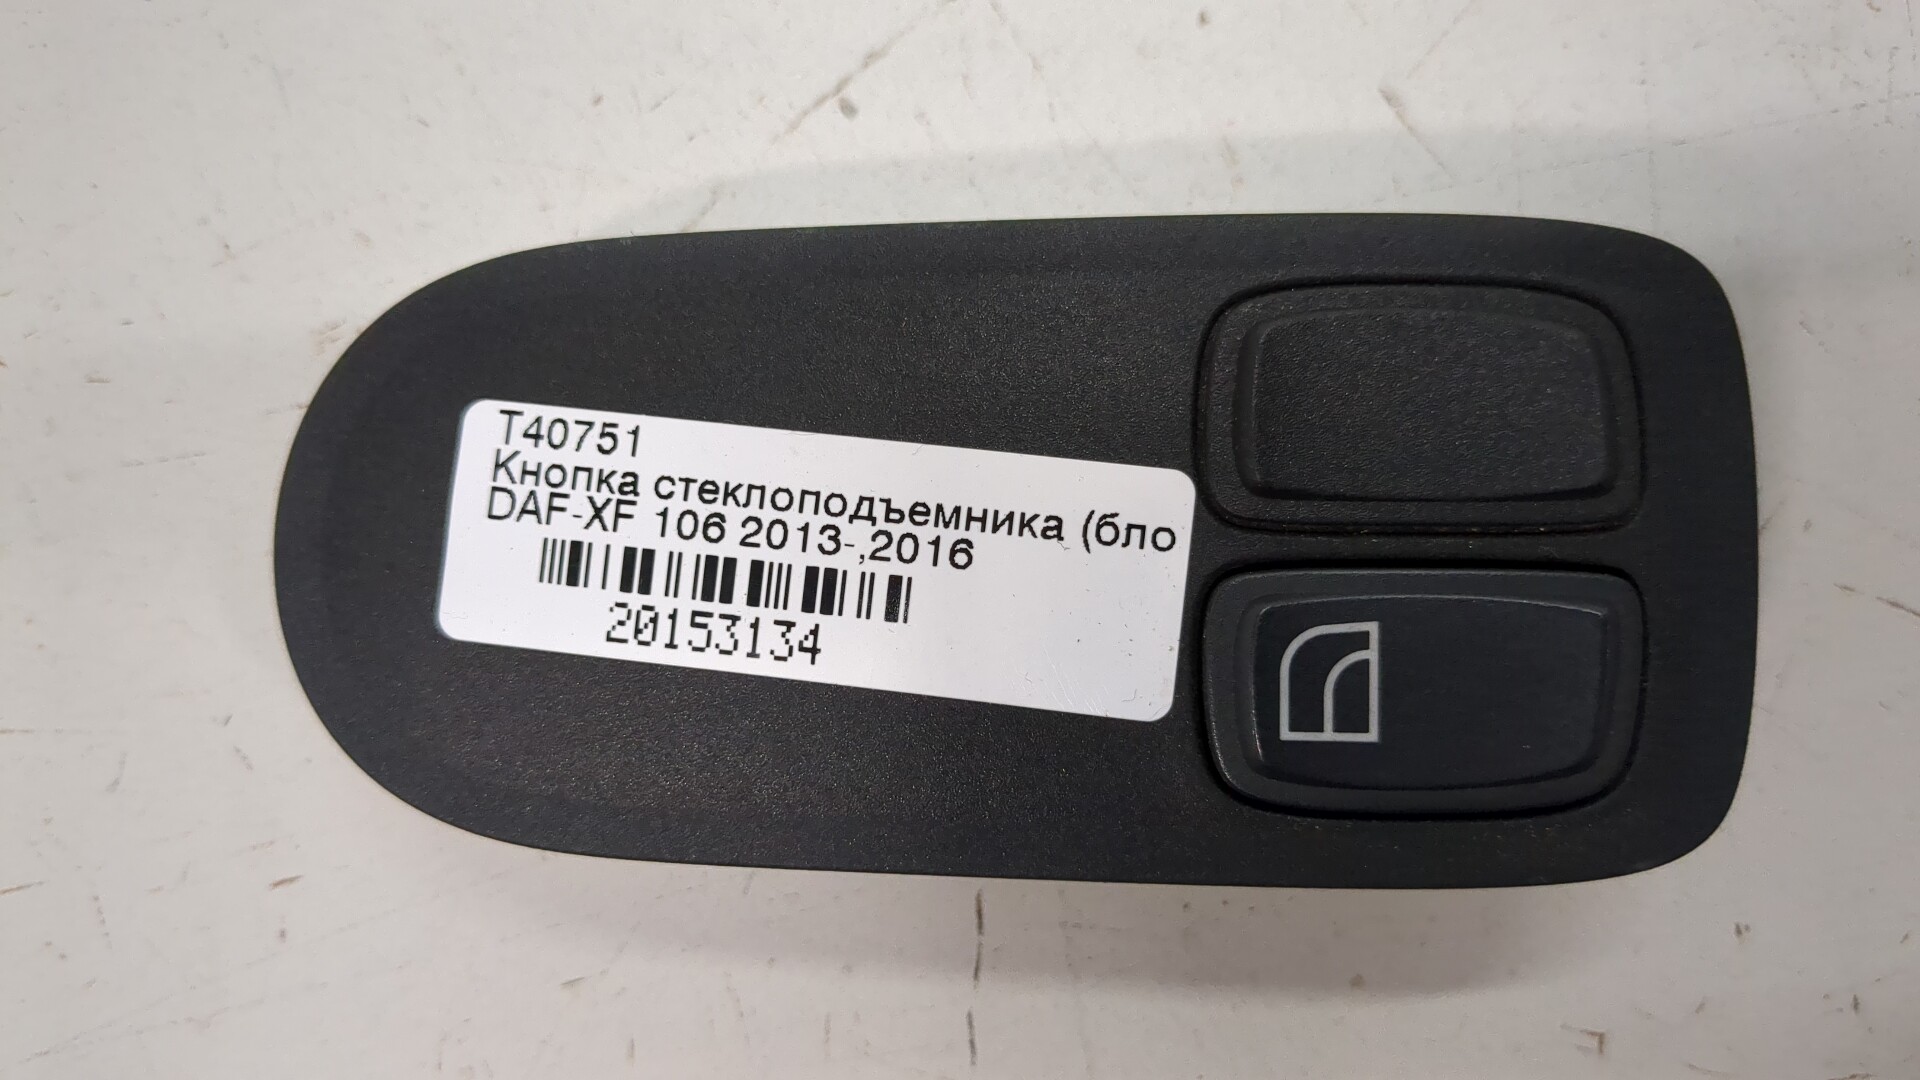 T40751
Кнопка стеклоподъемника (бло
DAF-XF 106 2013-,2016
20153134